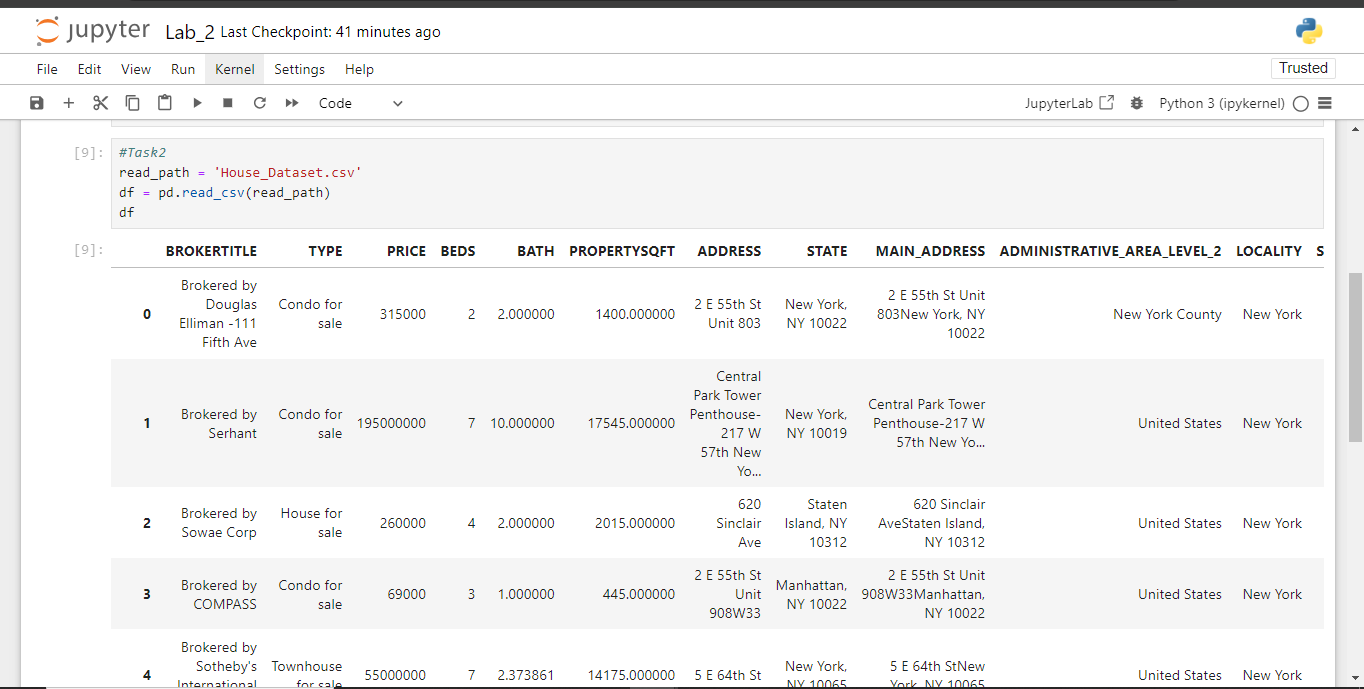 jupyter Lab_2 Last Checkpoint: 41 minutes ago
File Edit View Run Kernel Settings Help Trusted
Code JupyterLab Python 3 (ipykernel)
[9]: #Task2
read_path = 'House_Dataset.csv'
df = pd.read_csv(read_path)
df
[9]: BROKERTITLE TYPE PRICE BEDS BATH PROPERTYSQFT ADDRESS STATE MAIN_ADDRESS ADMINISTRATIVE_AREA_LEVEL_2 LOCALITY S
0 Brokered by Douglas Elliman -111 Fifth Ave Condo for sale 315000 2 2.000000 1400.000000 2 E 55th St Unit 803 New York, NY 10022 2 E 55th St Unit 803New York, NY 10022 New York County New York
1 Brokered by Serhant Condo for sale 195000000 7 10.000000 17545.000000 Central Park Tower Penthouse-217 W 57th New Yo... New York, NY 10019 Central Park Tower Penthouse-217 W 57th New Yo... United States New York
2 Brokered by Sowae Corp House for sale 260000 4 2.000000 2015.000000 620 Sinclair Ave Staten Island, NY 10312 620 Sinclair AveStaten Island, NY 10312 United States New York
3 Brokered by COMPASS Condo for sale 69000 3 1.000000 445.000000 2 E 55th St Unit 908W33 Manhattan, NY 10022 2 E 55th St Unit 908W33Manhattan, NY 10022 United States New York
4 Brokered by Sotheby's International Townhouse for sale 55000000 7 2.373861 14175.000000 5 E 64th St New York, NY 10065 5 E 64th StNew York, NY 10065 United States New York